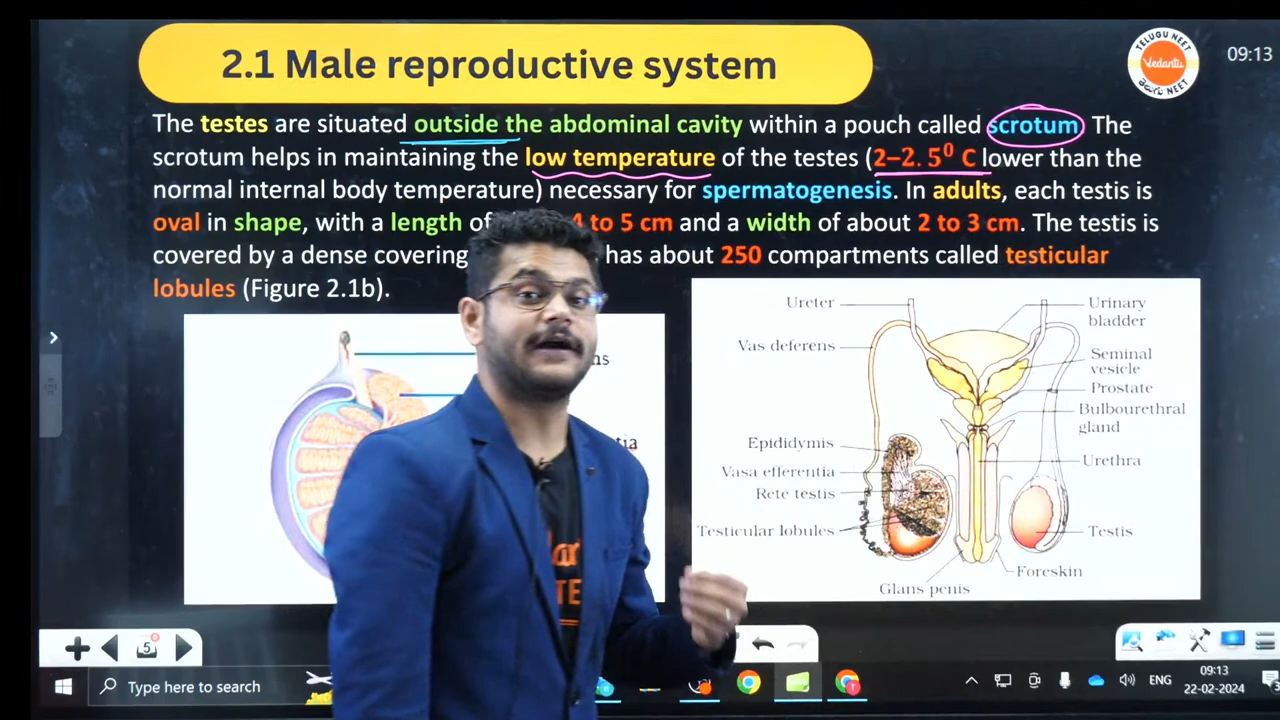 2.1 Male reproductive system
TELUGU NEET
Vedantu
తెలుగు NEET
09:13
The testes are situated outside the abdominal cavity within a pouch called scrotum. The
scrotum helps in maintaining the low temperature of the testes (2–2. 5⁰ C lower than the
normal internal body temperature) necessary for spermatogenesis. In adults, each testis is
oval in shape, with a length of 4 to 5 cm and a width of about 2 to 3 cm. The testis is
covered by a dense covering has about 250 compartments called testicular
lobules (Figure 2.1b).
Ureter
Urinary
bladder
Vas deferens
Seminal
vesicle
Prostate
Bulbourethral
gland
Epididymis
Urethra
Vasa efferentia
Rete testis
Testicular lobules
Testis
Foreskin
Glans penis
5
8
Type here to search
ENG
09:13
22-02-2024